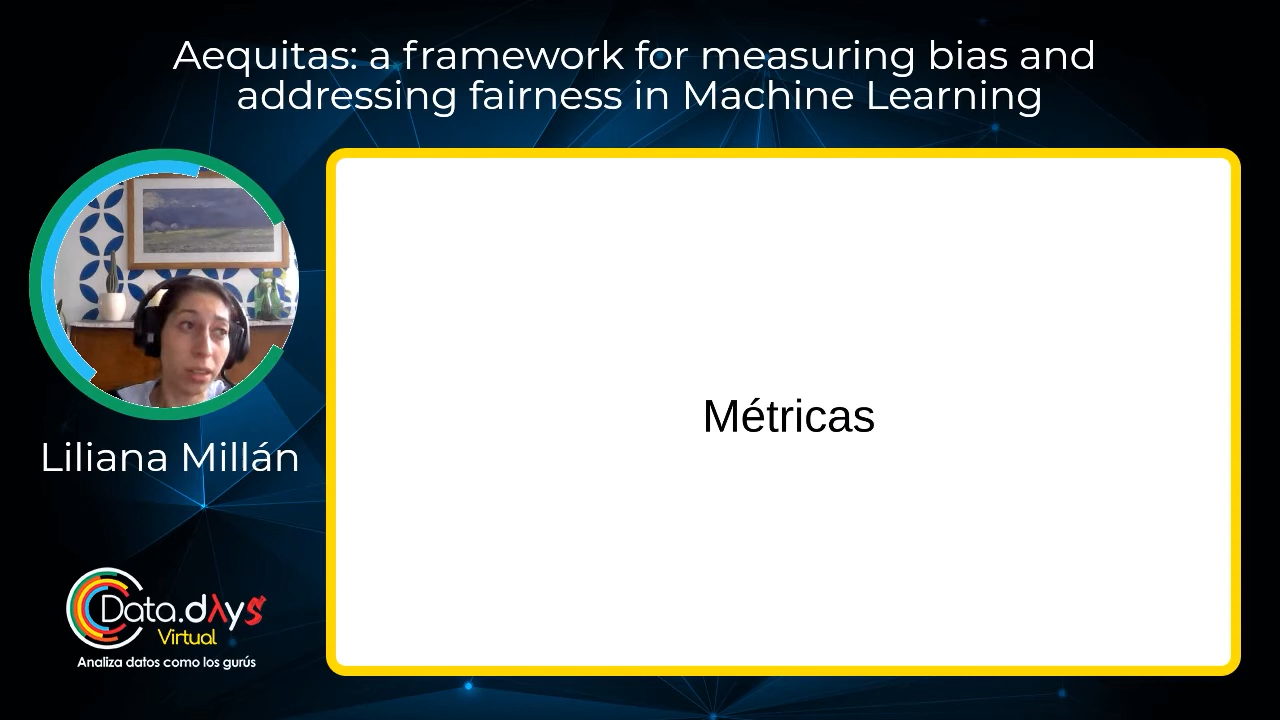 Aequitas: a framework for measuring bias and
addressing fairness in Machine Learning
Métricas
Liliana Millán
Data.dλys
Virtual
Analiza datos como los gurús